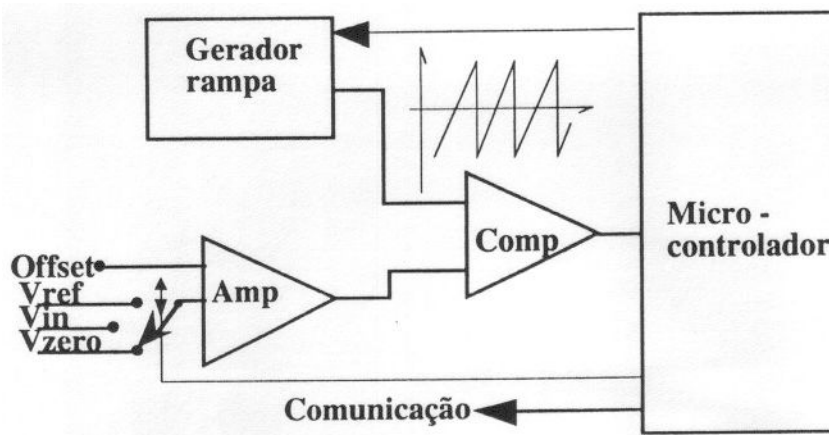 Gerador
rampa
Micro -
controlador
Comp
Offset
Amp
Vref
Vin
Vzero
Comunicação